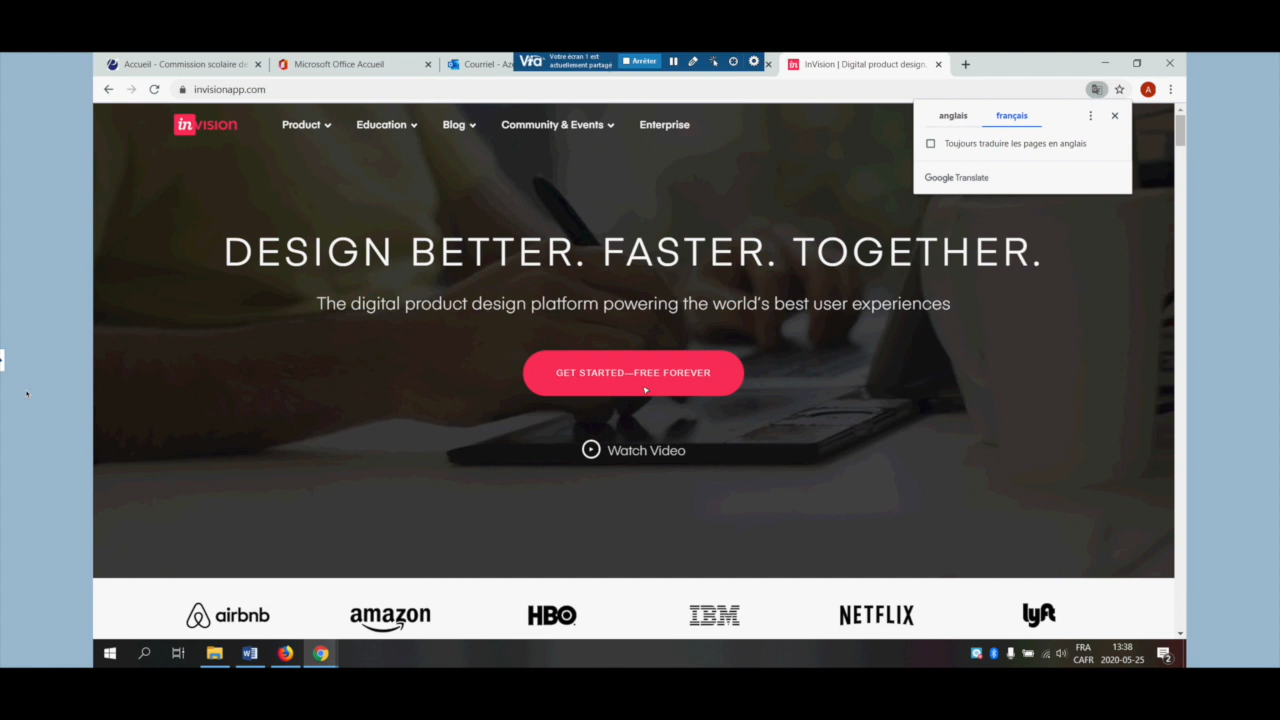 Accueil - Commission scolaire de
Microsoft Office Accueil
Courriel - Aze
Via
Votre écran 1 est
actuellement partagé
Arrêter
InVision | Digital product design,
invisionapp.com
A
anglais
français
Toujours traduire les pages en anglais
Google Translate
inVISION
Product
Education
Blog
Community & Events
Enterprise
DESIGN BETTER. FASTER. TOGETHER.
The digital product design platform powering the world's best user experiences
GET STARTED—FREE FOREVER
Watch Video
airbnb
amazon
HBO
IBM
NETFLIX
lyft
FRA
CAFR
13:38
2020-05-25
2